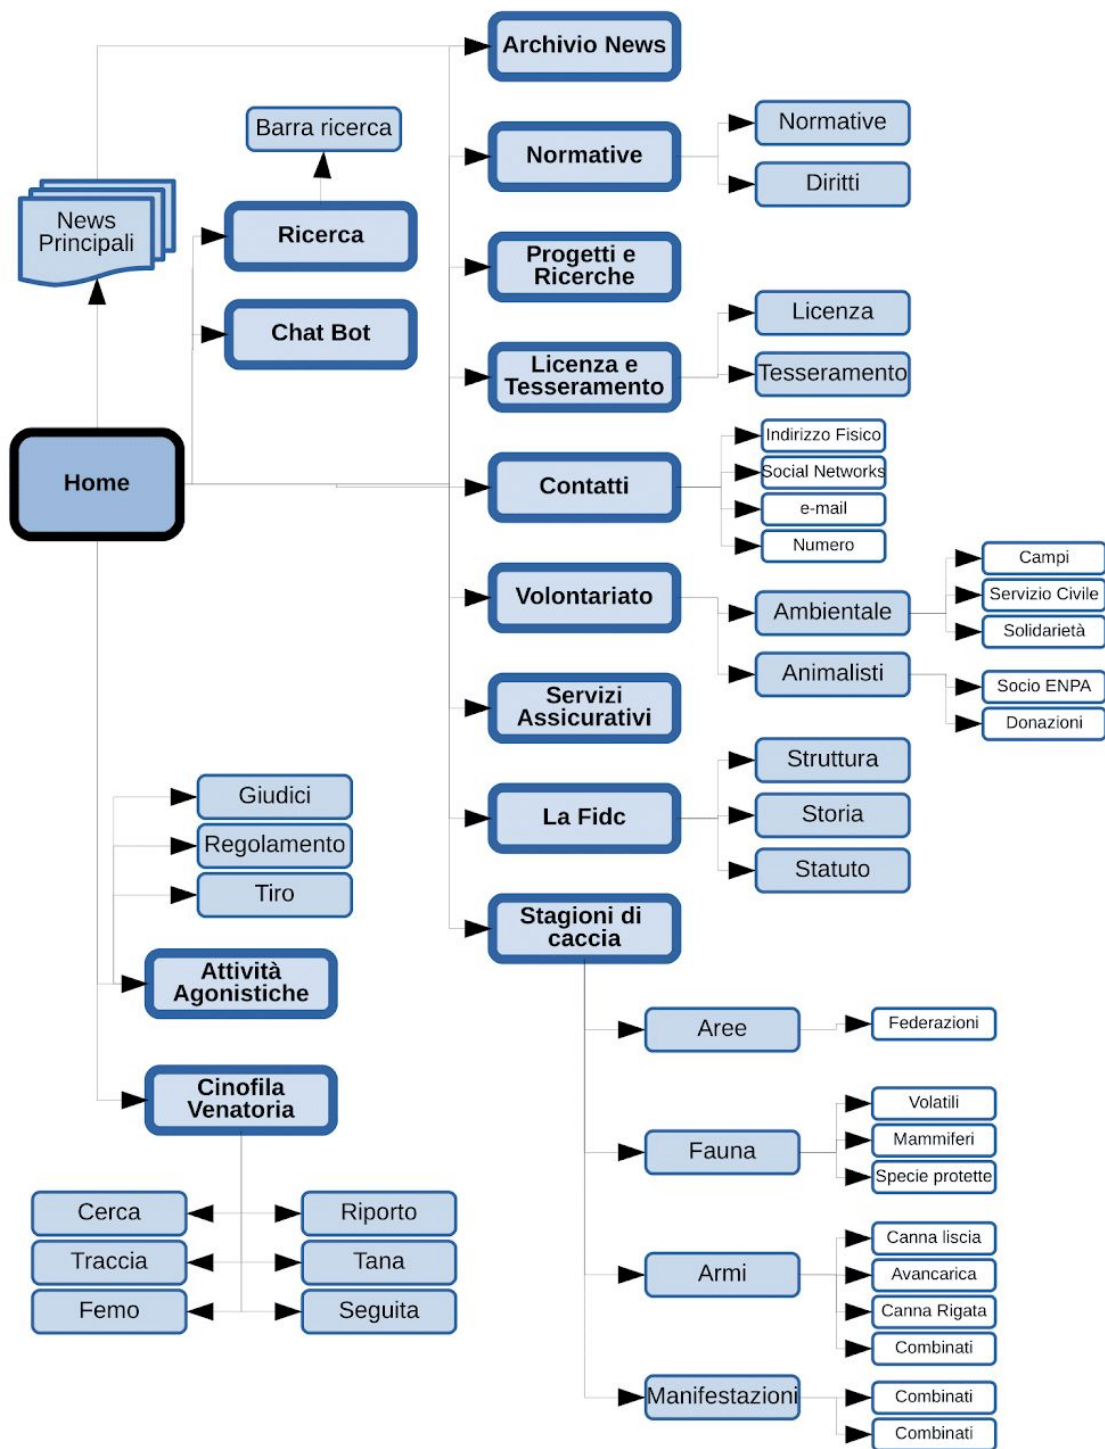 Archivio News
Barra ricerca
Normative
Normative
Diritti
News
Principali
Ricerca
Progetti e
Ricerche
Chat Bot
Licenza e
Tesseramento
Licenza
Tesseramento
Home
Contatti
Indirizzo Fisico
Social Networks
e-mail
Numero
Volontariato
Ambientale
Campi
Servizio Civile
Solidarietà
Animalisti
Socio ENPA
Donazioni
Servizi
Assicurativi
La Fidc
Struttura
Storia
Statuto
Giudici
Regolamento
Tiro
Attività
Agonistiche
Cinofila
Venatoria
Cerca
Riporto
Traccia
Tana
Femo
Seguita
Stagioni di
caccia
Aree
Federazioni
Fauna
Volatili
Mammiferi
Specie protette
Armi
Canna liscia
Avancarica
Canna Rigata
Combinati
Manifestazioni
Combinati
Combinati